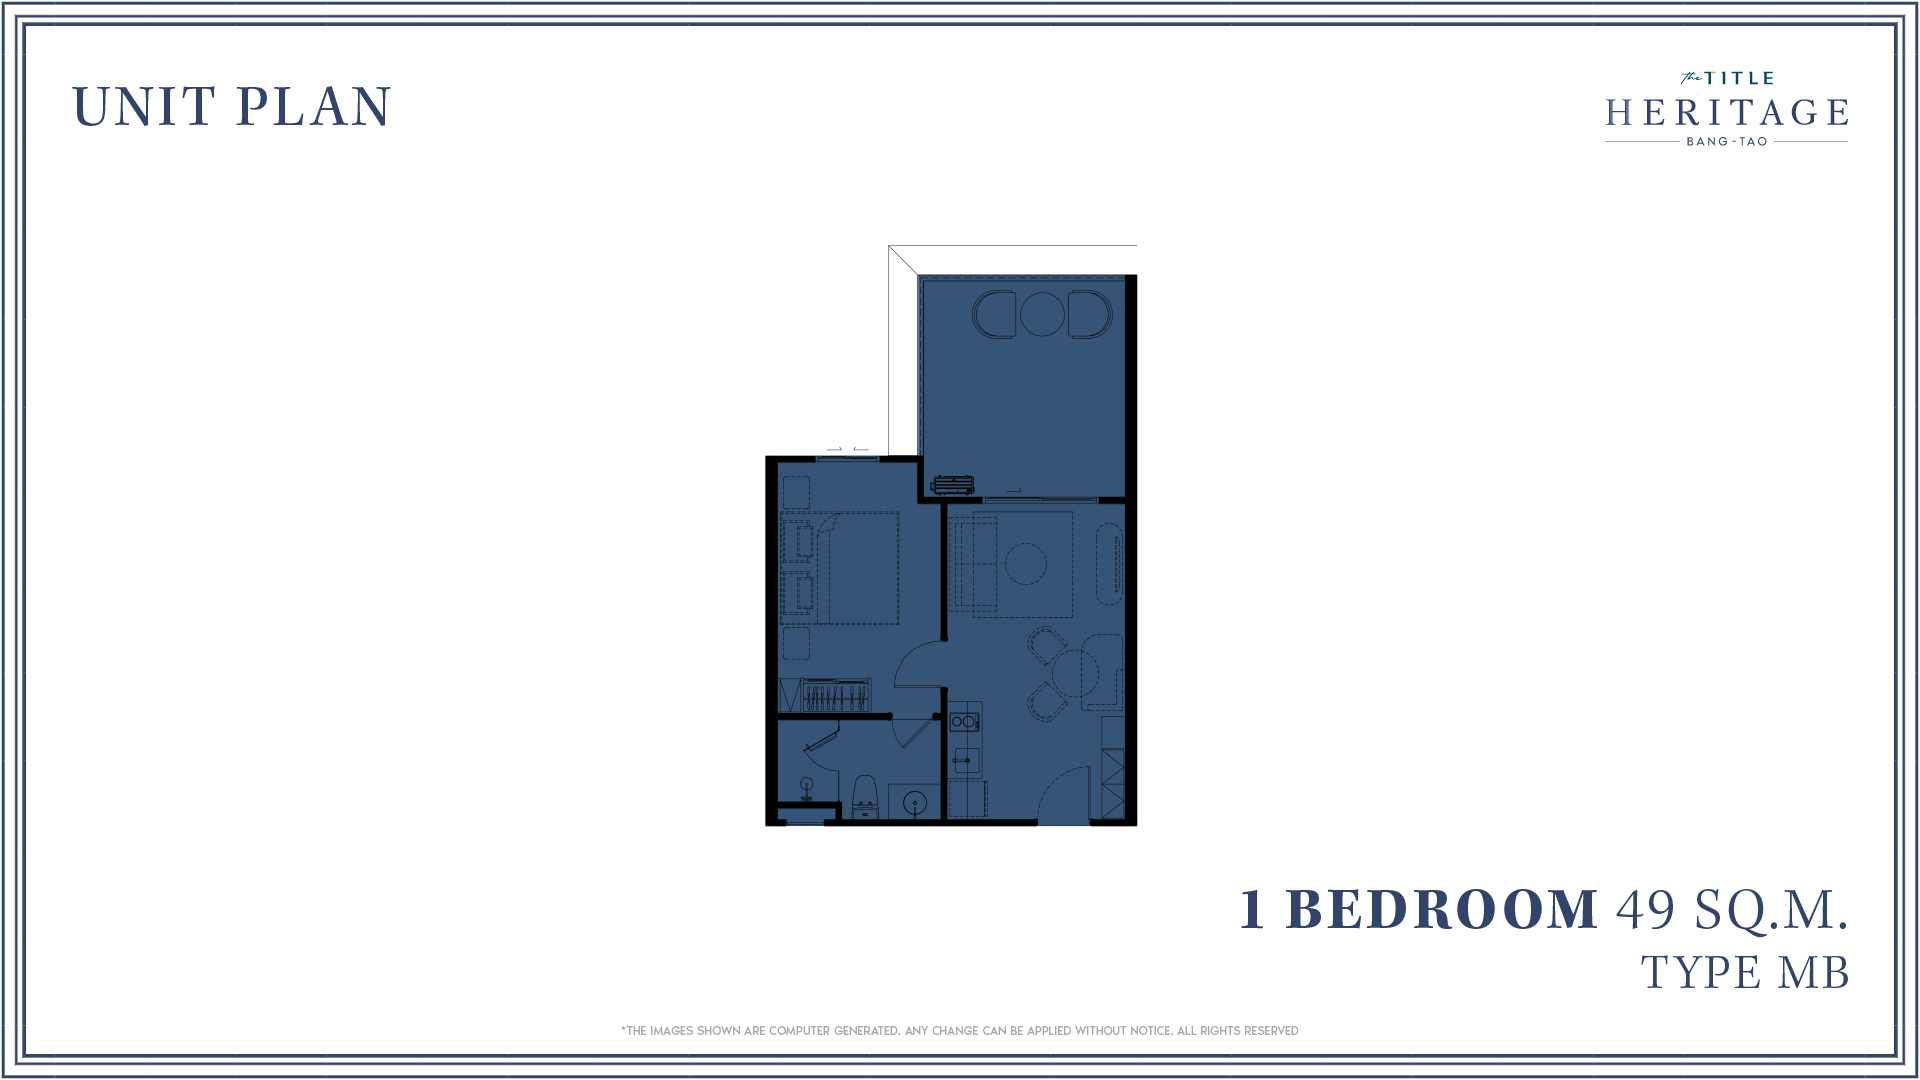 UNIT PLAN
the TITLE
HERITAGE
BANG-TAO
1 BEDROOM 49 SQ.M.
TYPE MB
*THE IMAGES SHOWN ARE COMPUTER GENERATED. ANY CHANGE CAN BE APPLIED WITHOUT NOTICE. ALL RIGHTS RESERVED